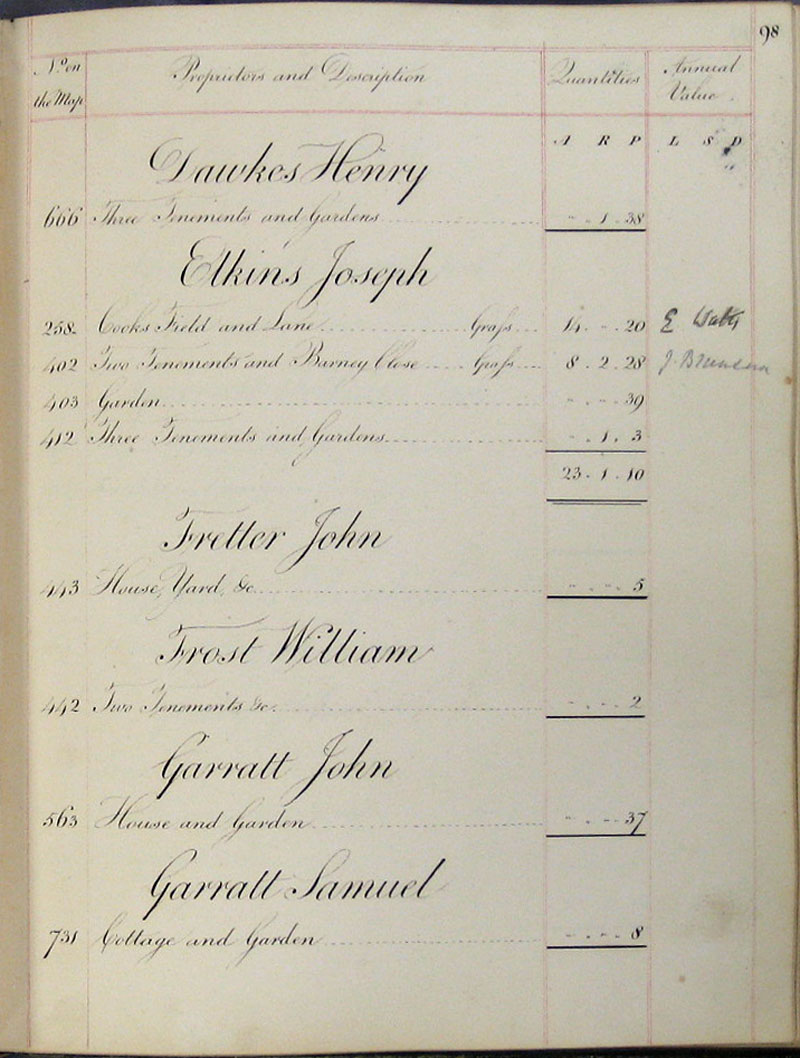 98
No. on the Map Proprietors and Description Quantities Annual Value
A R P L S D
Dawkes Henry
666 Three Tenements and Gardens " . 1 . 38
Elkins Joseph
258 Cooks Field and Lane Grass 14 . " . 20 E
402 Two Tenements and Barney Close Grass 8 . 2 . 28 J.
403 Garden " . " . 39
412 Three Tenements and Gardens " . 1 . 3
23 . 1 . 10
Fretter John
443 House, Yard, &c. " . " . 5
Frost William
442 Two Tenements &c. " . " . 2
Garratt John
563 House and Garden " . " . 37
Garratt Samuel
731 Cottage and Garden " . " . 8